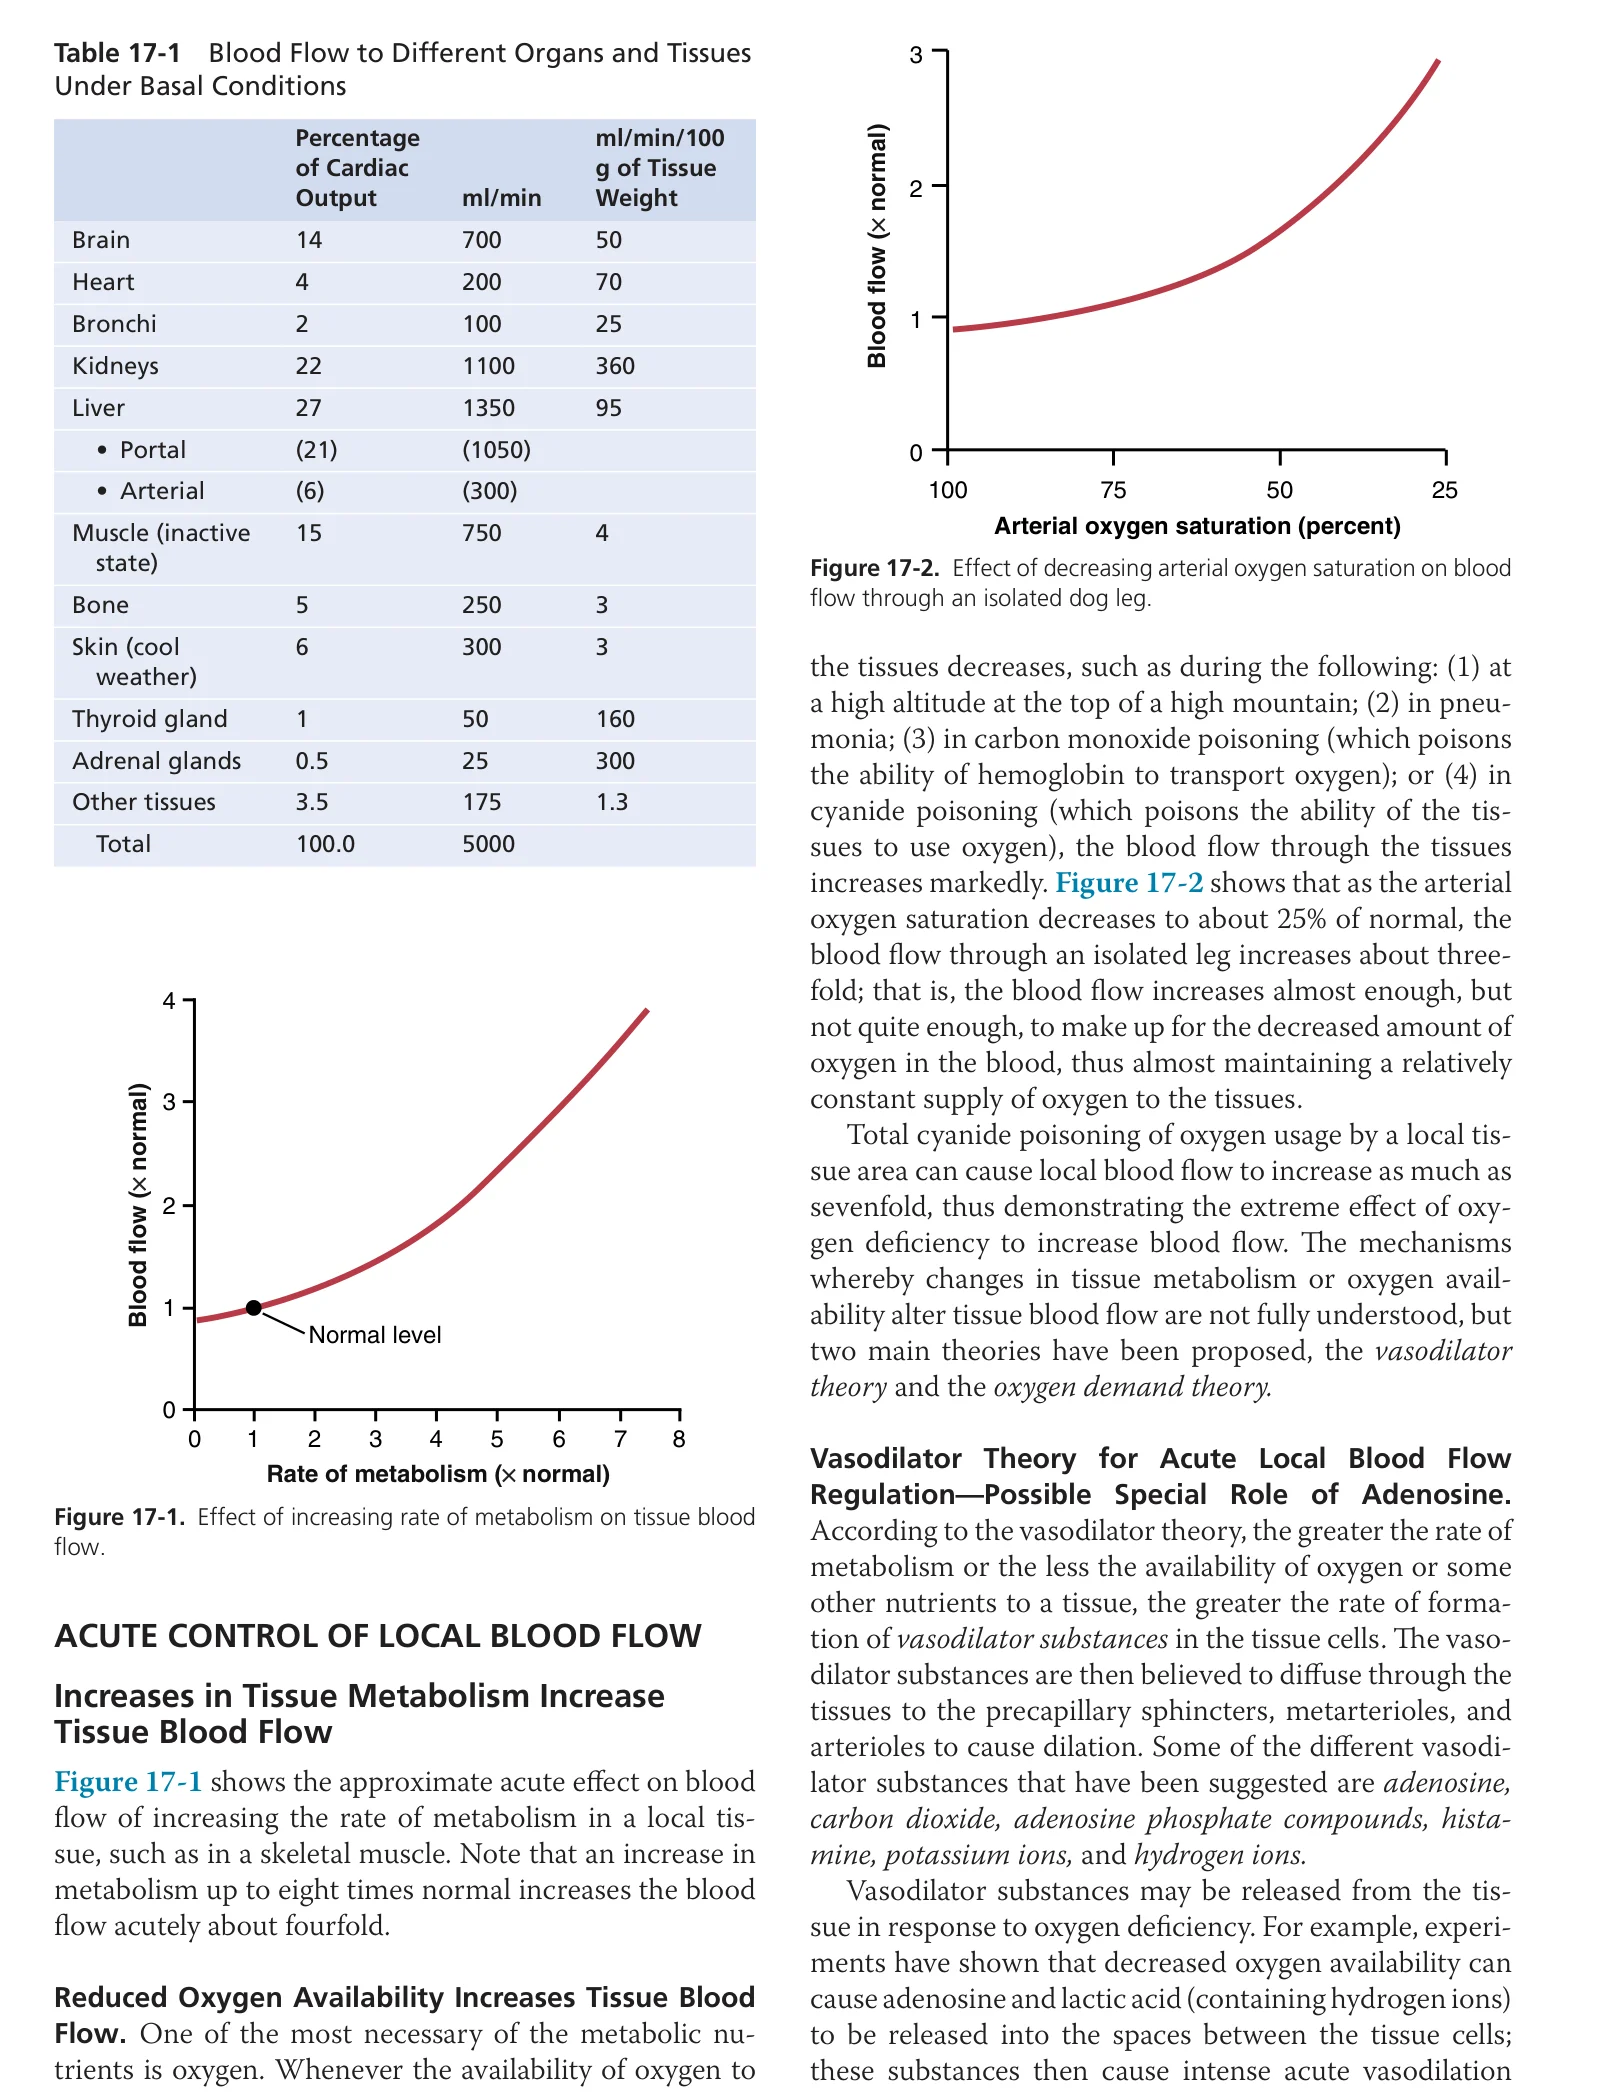 Table 17-1 Blood Flow to Different Organs and Tissues
Under Basal Conditions
Percentage of Cardiac Output ml/min ml/min/100 g of Tissue Weight
Brain 14 700 50
Heart 4 200 70
Bronchi 2 100 25
Kidneys 22 1100 360
Liver 27 1350 95
• Portal (21) (1050)
• Arterial (6) (300)
Muscle (inactive state) 15 750 4
Bone 5 250 3
Skin (cool weather) 6 300 3
Thyroid gland 1 50 160
Adrenal glands 0.5 25 300
Other tissues 3.5 175 1.3
Total 100.0 5000
4
3
2
1
0
Blood flow (× normal)
Normal level
0 1 2 3 4 5 6 7 8
Rate of metabolism (× normal)
Figure 17-1. Effect of increasing rate of metabolism on tissue blood
flow.
ACUTE CONTROL OF LOCAL BLOOD FLOW
Increases in Tissue Metabolism Increase
Tissue Blood Flow
Figure 17-1 shows the approximate acute effect on blood
flow of increasing the rate of metabolism in a local tis-
sue, such as in a skeletal muscle. Note that an increase in
metabolism up to eight times normal increases the blood
flow acutely about fourfold.
Reduced Oxygen Availability Increases Tissue Blood
Flow. One of the most necessary of the metabolic nu-
trients is oxygen. Whenever the availability of oxygen to
3
2
1
0
Blood flow (× normal)
100 75 50 25
Arterial oxygen saturation (percent)
Figure 17-2. Effect of decreasing arterial oxygen saturation on blood
flow through an isolated dog leg.
the tissues decreases, such as during the following: (1) at
a high altitude at the top of a high mountain; (2) in pneu-
monia; (3) in carbon monoxide poisoning (which poisons
the ability of hemoglobin to transport oxygen); or (4) in
cyanide poisoning (which poisons the ability of the tis-
sues to use oxygen), the blood flow through the tissues
increases markedly. Figure 17-2 shows that as the arterial
oxygen saturation decreases to about 25% of normal, the
blood flow through an isolated leg increases about three-
fold; that is, the blood flow increases almost enough, but
not quite enough, to make up for the decreased amount of
oxygen in the blood, thus almost maintaining a relatively
constant supply of oxygen to the tissues.
Total cyanide poisoning of oxygen usage by a local tis-
sue area can cause local blood flow to increase as much as
sevenfold, thus demonstrating the extreme effect of oxy-
gen deficiency to increase blood flow. The mechanisms
whereby changes in tissue metabolism or oxygen avail-
ability alter tissue blood flow are not fully understood, but
two main theories have been proposed, the vasodilator
theory and the oxygen demand theory.
Vasodilator Theory for Acute Local Blood Flow
Regulation—Possible Special Role of Adenosine.
According to the vasodilator theory, the greater the rate of
metabolism or the less the availability of oxygen or some
other nutrients to a tissue, the greater the rate of forma-
tion of vasodilator substances in the tissue cells. The vaso-
dilator substances are then believed to diffuse through the
tissues to the precapillary sphincters, metarterioles, and
arterioles to cause dilation. Some of the different vasodi-
lator substances that have been suggested are adenosine,
carbon dioxide, adenosine phosphate compounds, hista-
mine, potassium ions, and hydrogen ions.
Vasodilator substances may be released from the tis-
sue in response to oxygen deficiency. For example, experi-
ments have shown that decreased oxygen availability can
cause adenosine and lactic acid (containing hydrogen ions)
to be released into the spaces between the tissue cells;
these substances then cause intense acute vasodilation